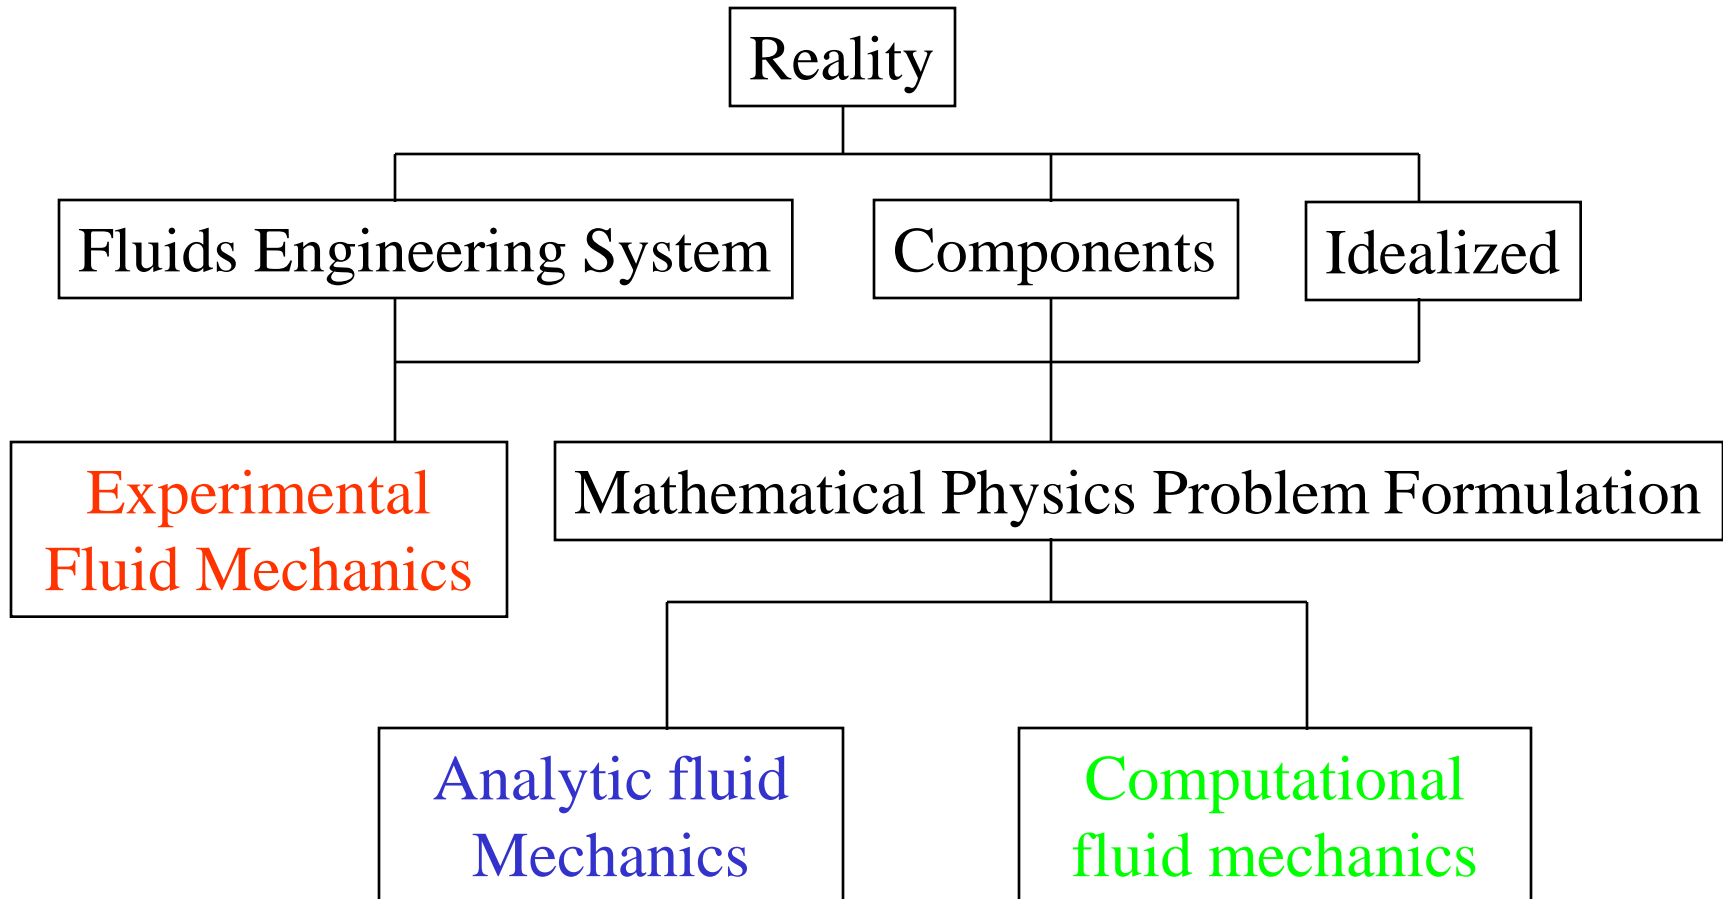 Reality
Fluids Engineering System
Components
Idealized
Experimental
Fluid Mechanics
Mathematical Physics Problem Formulation
Analytic fluid
Mechanics
Computational
fluid mechanics